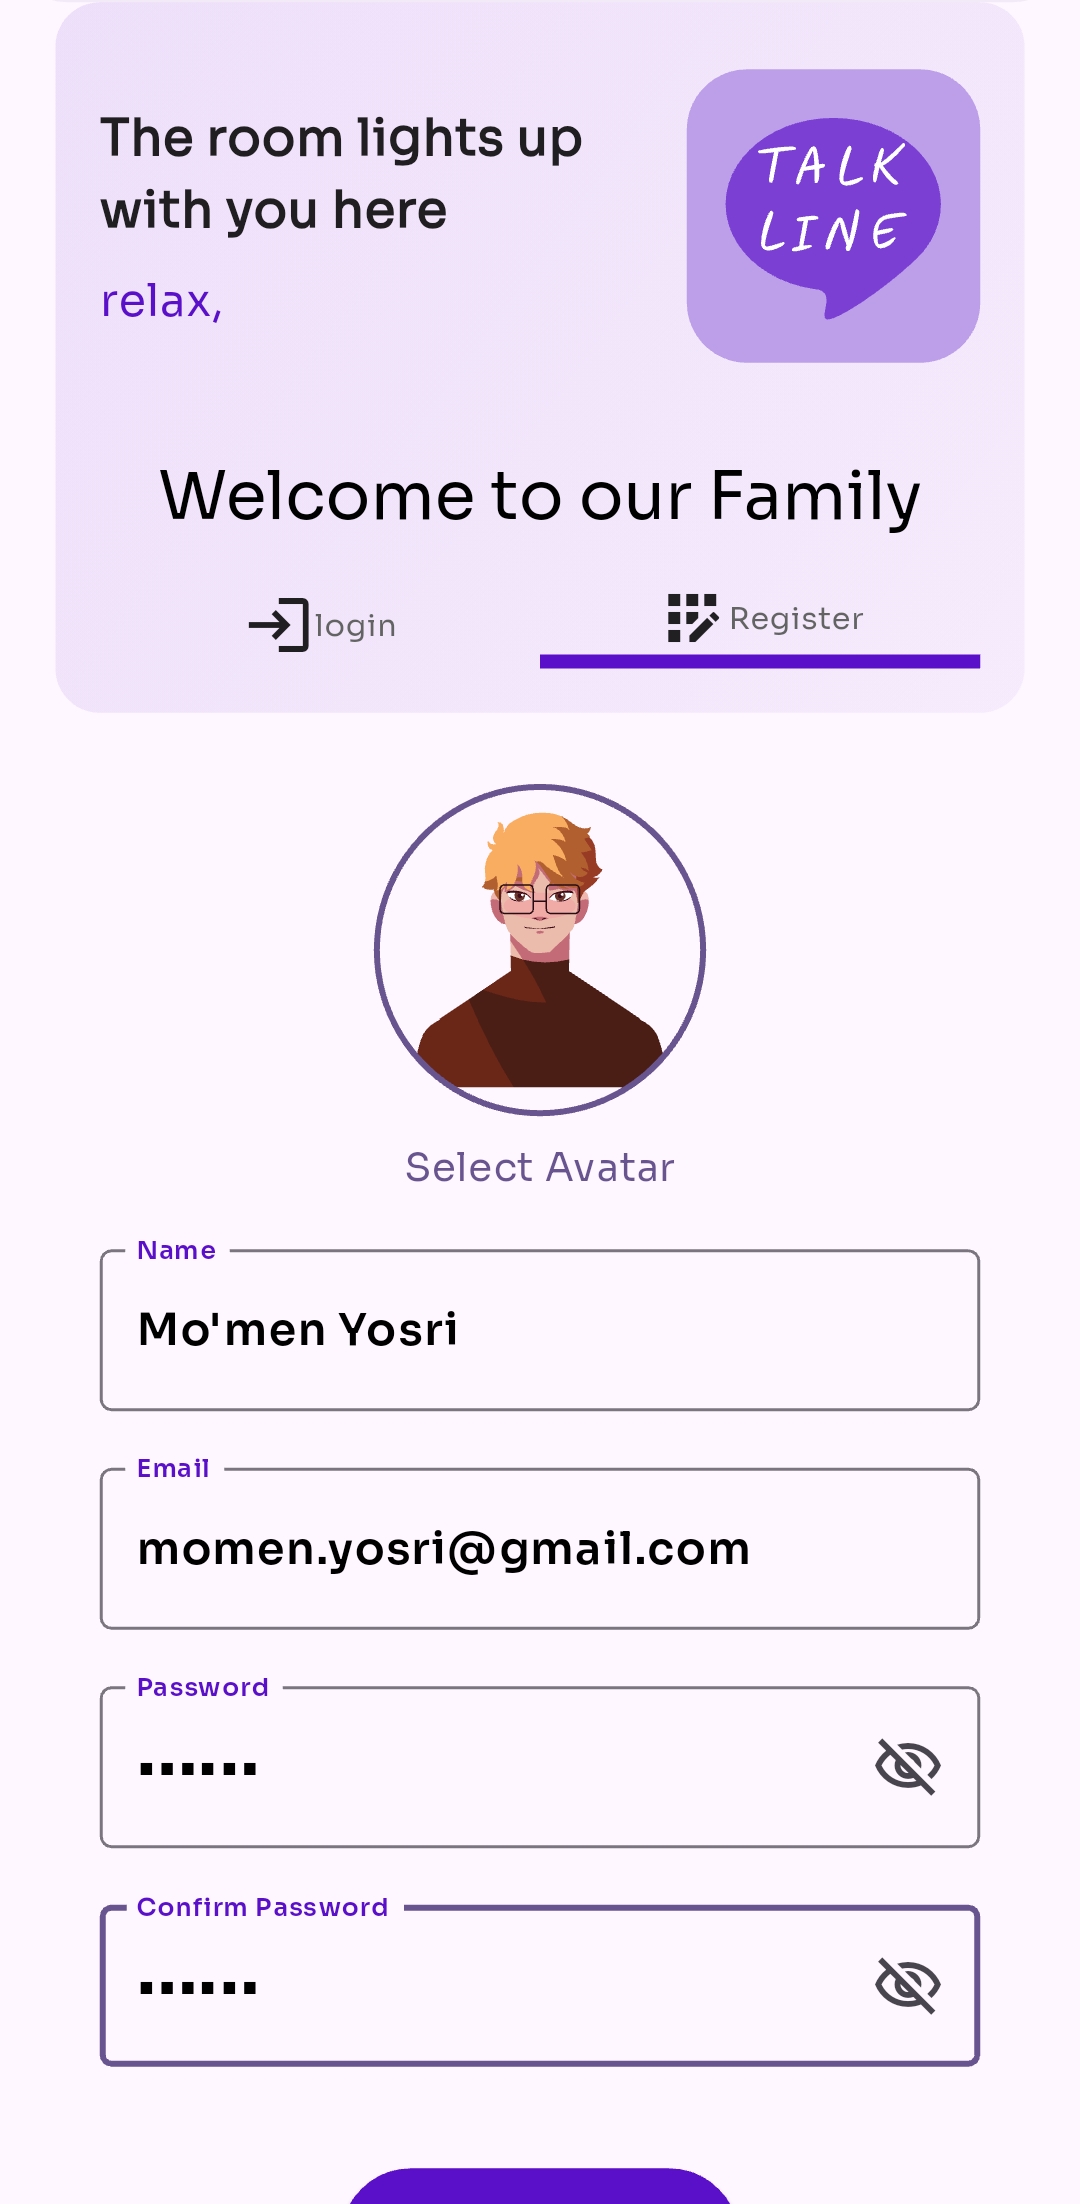 The room lights up
with you here
relax,
TALK
LINE
Welcome to our Family
login
Register
Select Avatar
Name
Mo'men Yosri
Email
momen.yosri@gmail.com
Password
Confirm Password